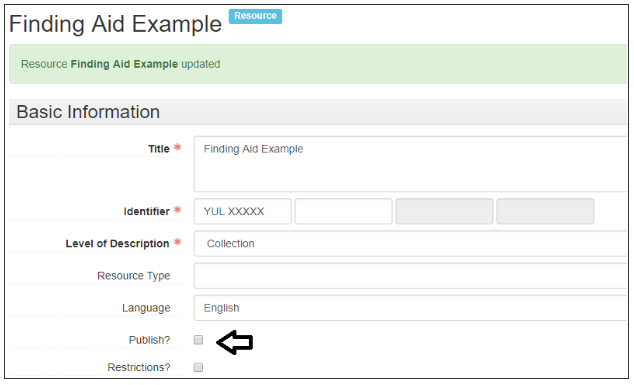 Finding Aid Example Resource
Resource Finding Aid Example updated
Basic Information
Title * Finding Aid Example
Identifier * YUL XXXXX
Level of Description * Collection
Resource Type
Language English
Publish?
Restrictions?